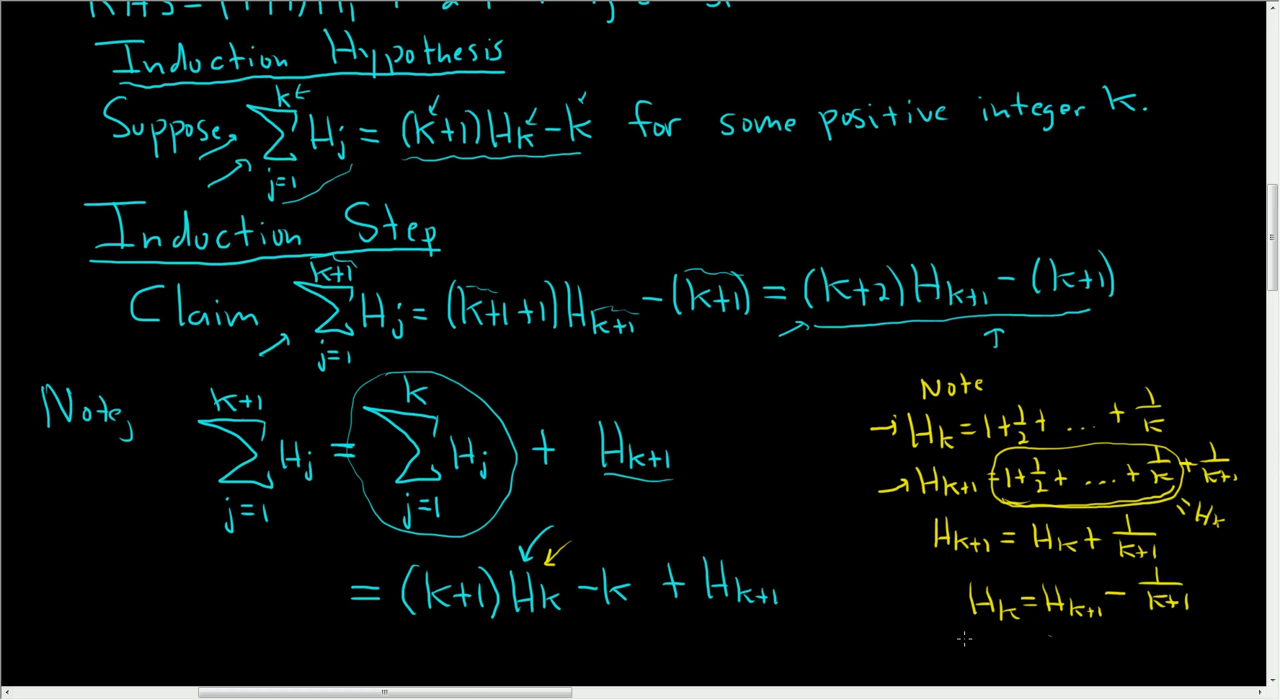 Induction Hypothesis
Suppose ∑_{j=1}^{k} H_j = (k+1)H_k - k for some positive integer k.
Induction Step
Claim ∑_{j=1}^{k+1} H_j = (k+1+1)H_{k+1} - (k+1) = (k+2)H_{k+1} - (k+1)
Note, ∑_{j=1}^{k+1} H_j = ∑_{j=1}^{k} H_j + H_{k+1}
= (k+1)H_k - k + H_{k+1}
Note
→ H_k = 1 + 1/2 + ... + 1/k
→ H_{k+1} = 1 + 1/2 + ... + 1/k + 1/(k+1)
= H_k
H_{k+1} = H_k + 1/(k+1)
H_k = H_{k+1} - 1/(k+1)